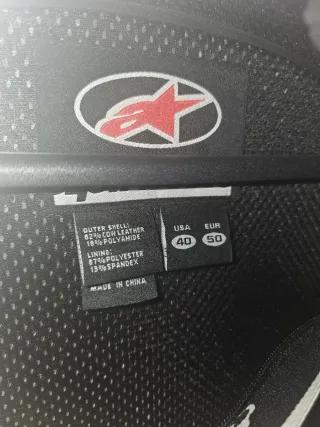 OUTER SHELL:
82% COW LEATHER
18% POLYAMIDE
LINING:
87% POLYESTER
13% SPANDEX
MADE IN CHINA
USA EUR
40 50